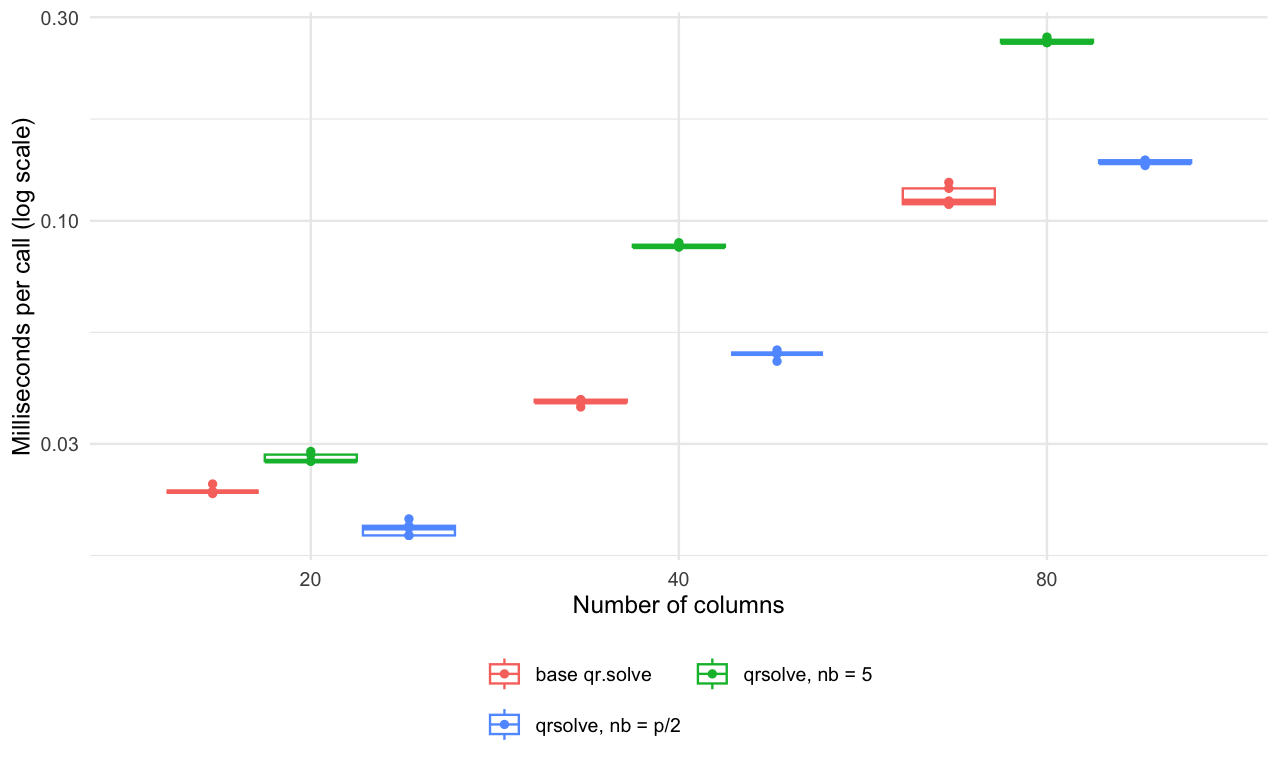 0.30
0.10
0.03
Milliseconds per call (log scale)
20 40 80
Number of columns
base qr.solve qrsolve, nb = 5
qrsolve, nb = p/2